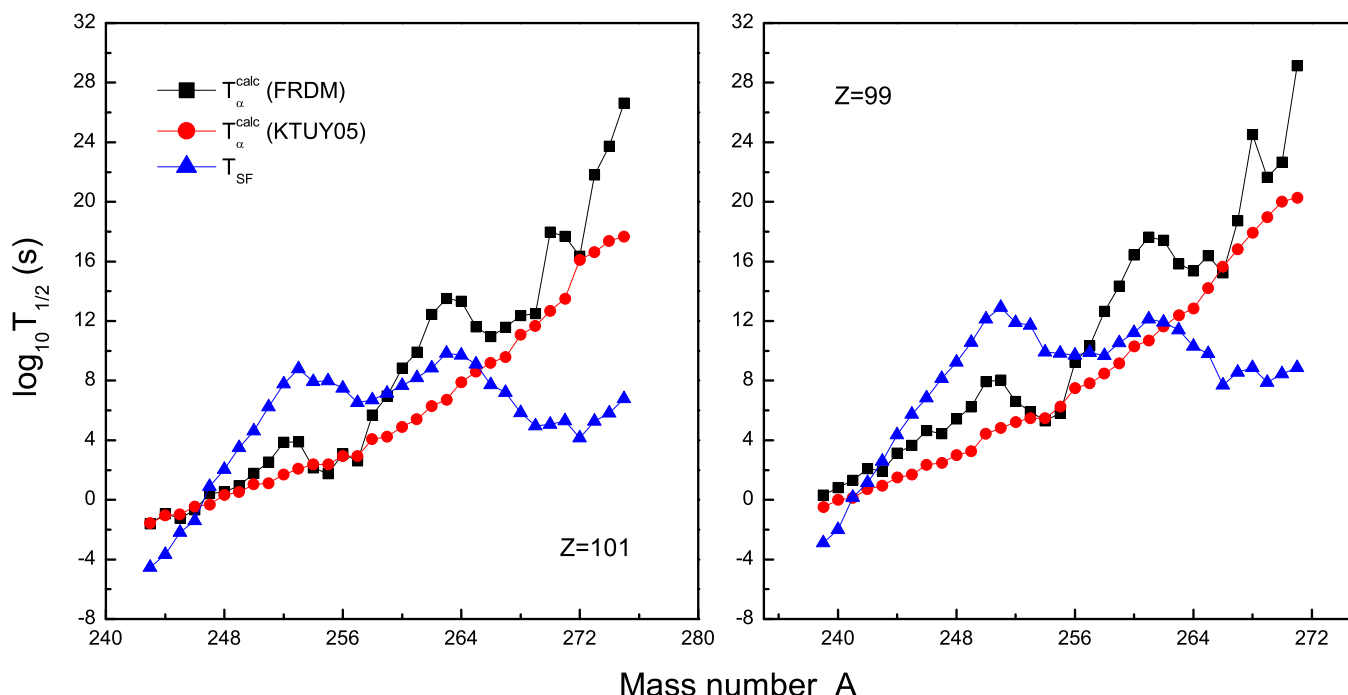 log₁₀T₁/₂ (s)
32
28
24
20
16
12
8
4
0
-4
-8
T_α^calc (FRDM)
T_α^calc (KTUY05)
T_SF
Z=101
240 248 256 264 272 280
32
28
24
20
16
12
8
4
0
-4
-8
Z=99
240 248 256 264 272
Mass number A